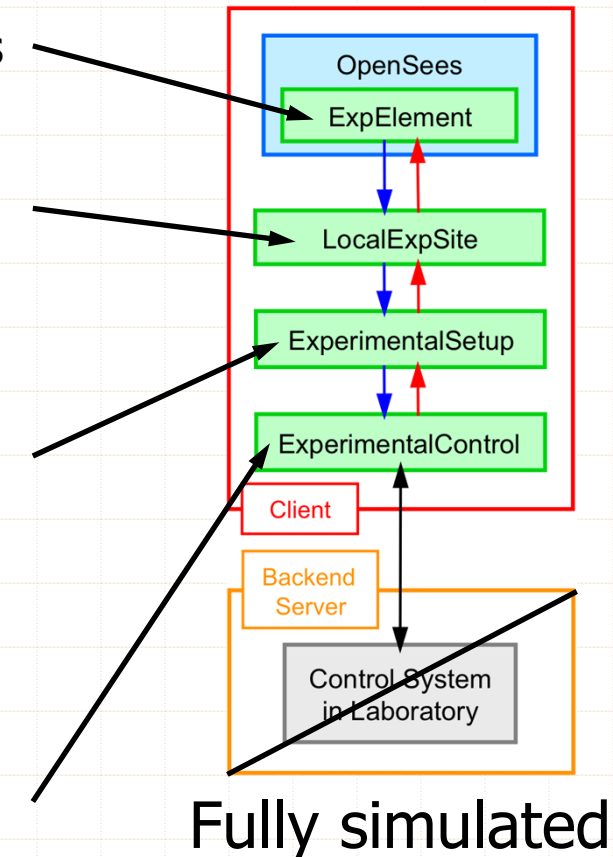 s
OpenSees
ExpElement
LocalExpSite
ExperimentalSetup
ExperimentalControl
Client
Backend
Server
Control System
in Laboratory
Fully simulated